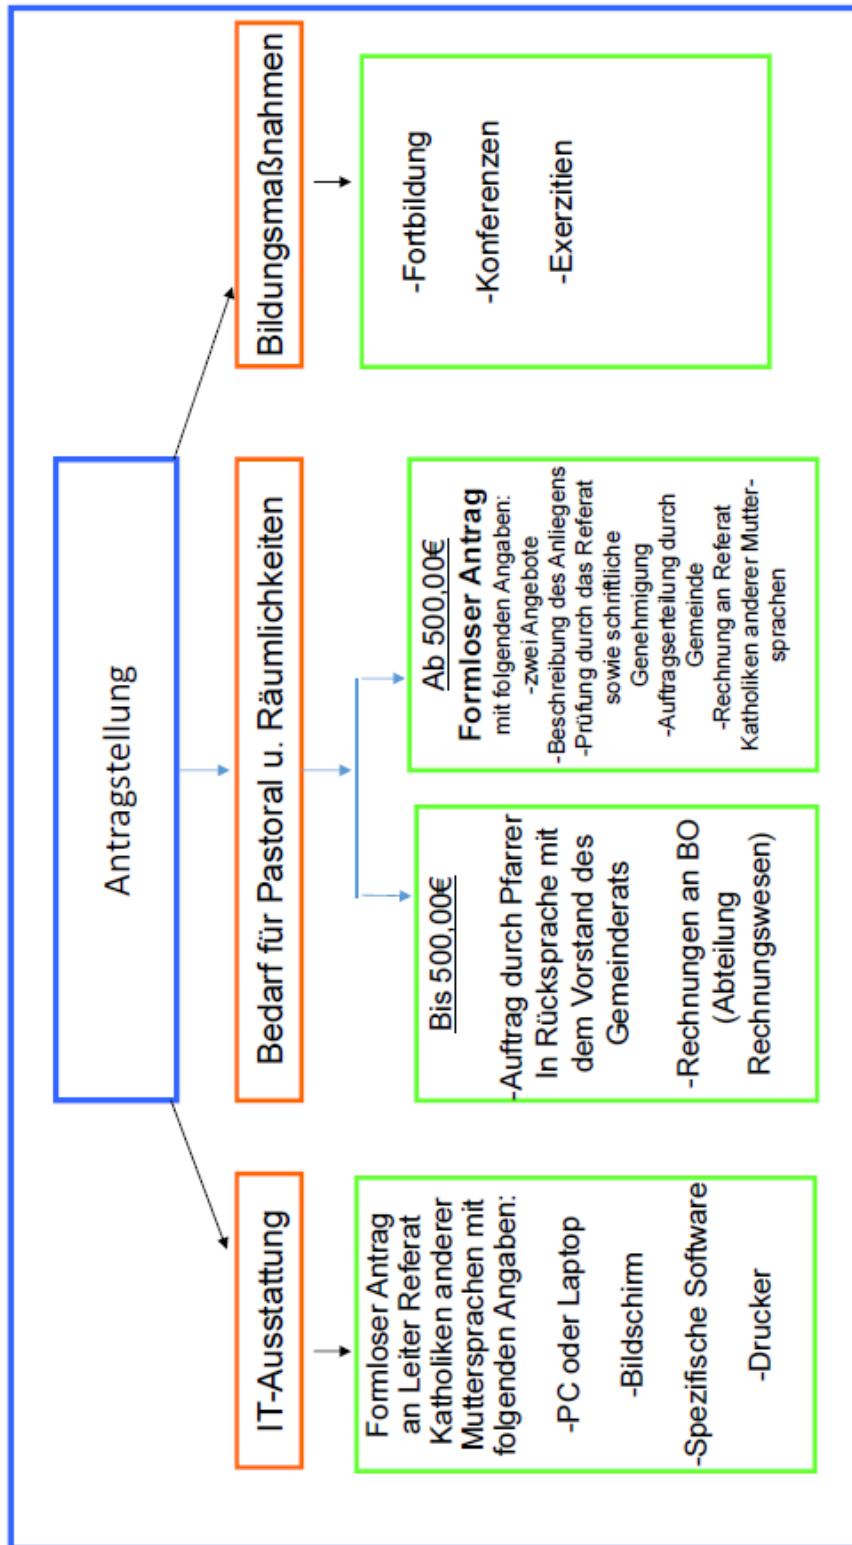 Antragstellung
IT-Ausstattung
Formloser Antrag
an Leiter Referat
Katholiken anderer
Muttersprachen mit
folgenden Angaben:
-PC oder Laptop
-Bildschirm
-Spezifische Software
-Drucker
Bedarf für Pastoral u. Räumlichkeiten
Bis 500,00€
-Auftrag durch Pfarrer
In Rücksprache mit
dem Vorstand des
Gemeinderats
-Rechnungen an BO
(Abteilung
Rechnungswesen)
Ab 500,00€
Formloser Antrag
mit folgenden Angaben:
-zwei Angebote
-Beschreibung des Anliegens
-Prüfung durch das Referat
sowie schriftliche
Genehmigung
-Auftragserteilung durch
Gemeinde
-Rechnung an Referat
Katholiken anderer Mutter-
sprachen
Bildungsmaßnahmen
-Fortbildung
-Konferenzen
-Exerzitien